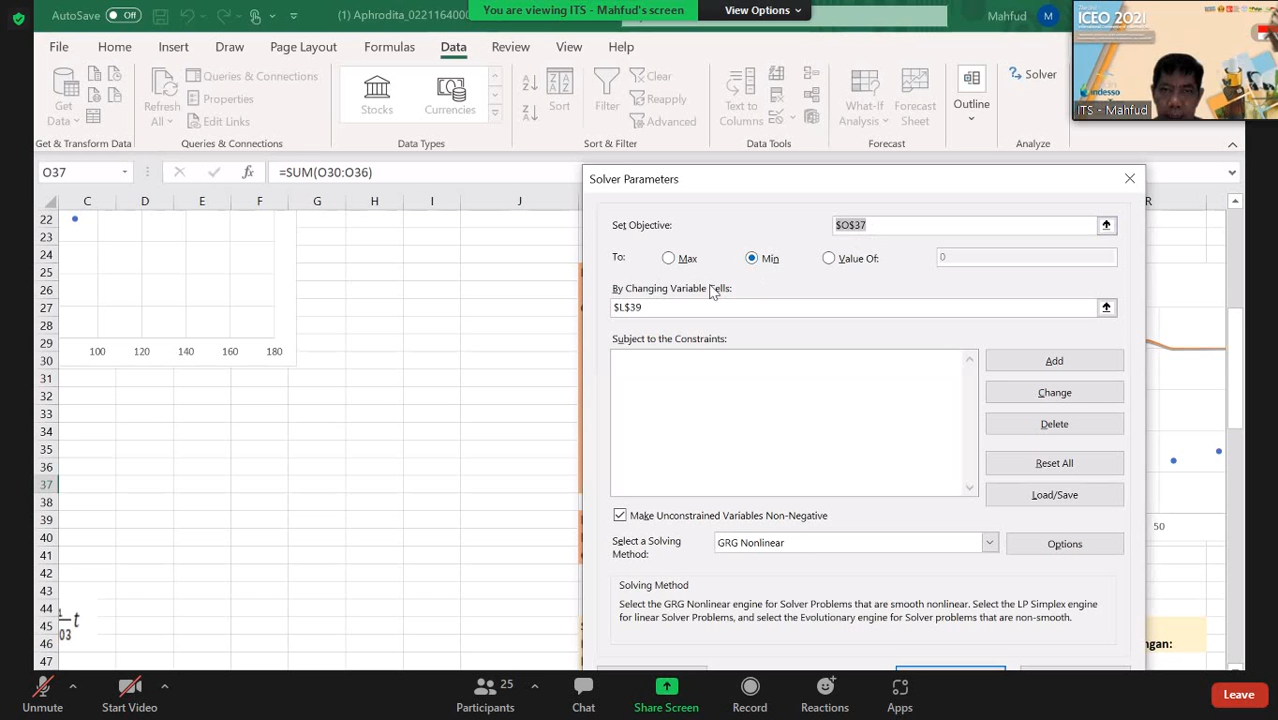 AutoSave Off
(1) Aphro
_0221164000
You are viewing ITS - Mahfud's screen
View Options
Mahfud
M
ICEO 2021
Indesso
ITS - Mahfud
File Home Insert Draw Page Layout Formulas Data Review View Help
Get Data
Refresh All
Queries & Connections
Properties
Edit Links
Stocks
Currencies
Sort
Filter
Clear
Reapply
Advanced
Text to Columns
What-If Analysis
Forecast Sheet
Outline
Solver
Get & Transform Data
Queries & Connections
Data Types
Sort & Filter
Data Tools
Forecast
Analyze
O37
fx
=SUM(O30:O36)
C D E F G H I J R
22
23
24
25
26
27
28
29
30
31
32
33
34
35
36
37
38
39
40
41
42
43
44
45
46
47
100 120 140 160 180
t
03
50
ngan:
Solver Parameters
Set Objective: $O$37
To: Max Min Value Of: 0
By Changing Variable Cells:
$L$39
Subject to the Constraints:
Add
Change
Delete
Reset All
Load/Save
Make Unconstrained Variables Non-Negative
Select a Solving Method: GRG Nonlinear
Options
Solving Method
Select the GRG Nonlinear engine for Solver Problems that are smooth nonlinear. Select the LP Simplex engine
for linear Solver Problems, and select the Evolutionary engine for Solver problems that are non-smooth.
Unmute
Start Video
25
Participants
Chat
Share Screen
Record
Reactions
Apps
Leave